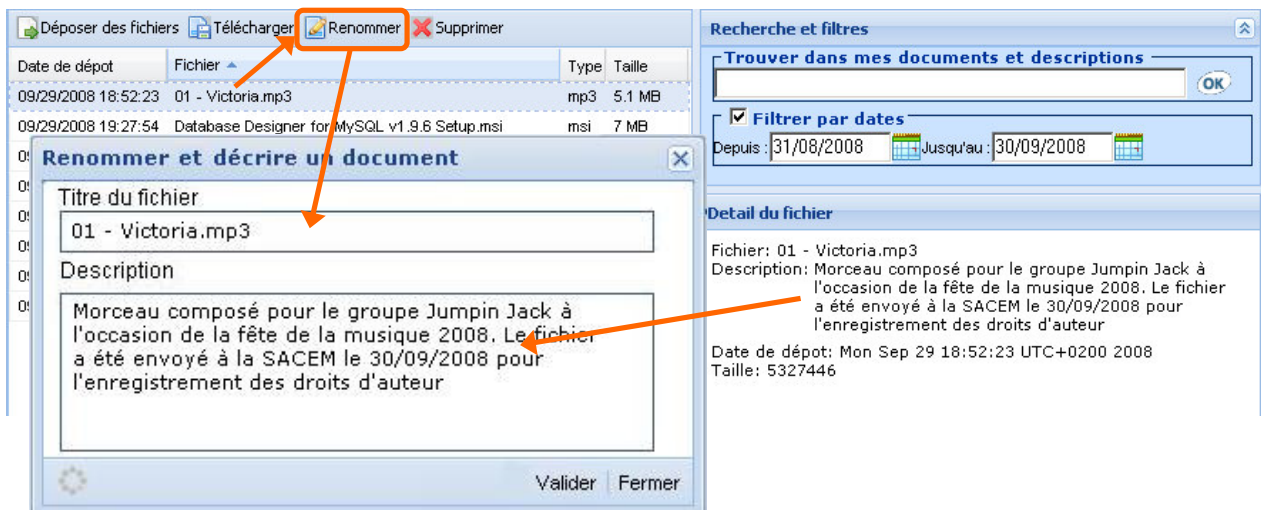 Déposer des fichiers Télécharger Renommer Supprimer
Date de dépot Fichier Type Taille
09/29/2008 18:52:23 01 - Victoria.mp3 mp3 5.1 MB
09/29/2008 19:27:54 Database Designer for MySQL v1.9.6 Setup.msi msi 7 MB
Renommer et décrire un document
Titre du fichier
01 - Victoria.mp3
Description
Morceau composé pour le groupe Jumpin Jack à
l'occasion de la fête de la musique 2008. Le fichier
a été envoyé à la SACEM le 30/09/2008 pour
l'enregistrement des droits d'auteur
Valider Fermer
Recherche et filtres
Trouver dans mes documents et descriptions
OK
Filtrer par dates
Depuis : 31/08/2008 Jusqu'au : 30/09/2008
Detail du fichier
Fichier: 01 - Victoria.mp3
Description: Morceau composé pour le groupe Jumpin Jack à
l'occasion de la fête de la musique 2008. Le fichier
a été envoyé à la SACEM le 30/09/2008 pour
l'enregistrement des droits d'auteur
Date de dépot: Mon Sep 29 18:52:23 UTC+0200 2008
Taille: 5327446